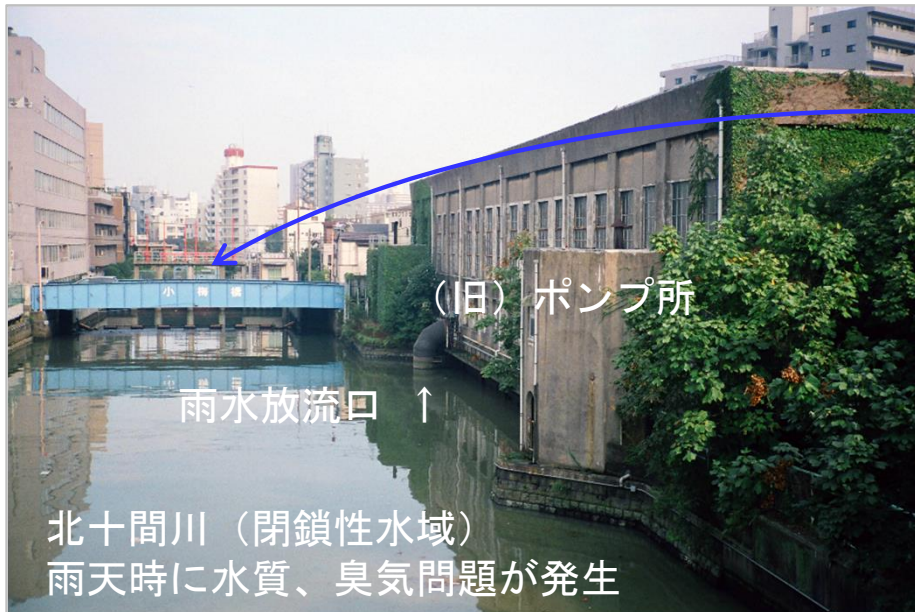 小梅橋
（旧）ポンプ所
雨水放流口　↑
北十間川（閉鎖性水域）
雨天時に水質、臭気問題が発生